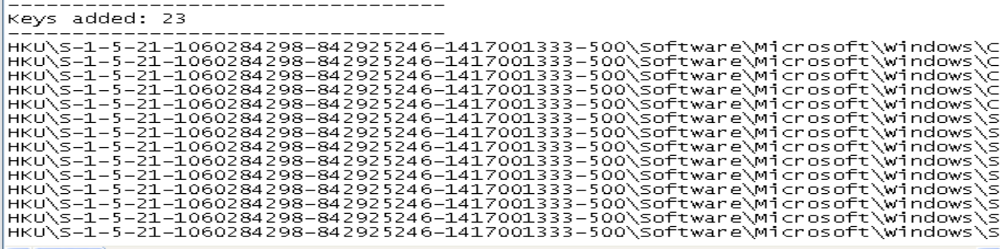 -----------------------------------
Keys added: 23
-----------------------------------
HKU\S-1-5-21-1060284298-842925246-1417001333-500\Software\Microsoft\Windows\C
HKU\S-1-5-21-1060284298-842925246-1417001333-500\Software\Microsoft\Windows\C
HKU\S-1-5-21-1060284298-842925246-1417001333-500\Software\Microsoft\Windows\C
HKU\S-1-5-21-1060284298-842925246-1417001333-500\Software\Microsoft\Windows\C
HKU\S-1-5-21-1060284298-842925246-1417001333-500\Software\Microsoft\Windows\C
HKU\S-1-5-21-1060284298-842925246-1417001333-500\Software\Microsoft\Windows\S
HKU\S-1-5-21-1060284298-842925246-1417001333-500\Software\Microsoft\Windows\S
HKU\S-1-5-21-1060284298-842925246-1417001333-500\Software\Microsoft\Windows\S
HKU\S-1-5-21-1060284298-842925246-1417001333-500\Software\Microsoft\Windows\S
HKU\S-1-5-21-1060284298-842925246-1417001333-500\Software\Microsoft\Windows\S
HKU\S-1-5-21-1060284298-842925246-1417001333-500\Software\Microsoft\Windows\S
HKU\S-1-5-21-1060284298-842925246-1417001333-500\Software\Microsoft\Windows\S
HKU\S-1-5-21-1060284298-842925246-1417001333-500\Software\Microsoft\Windows\S
HKU\S-1-5-21-1060284298-842925246-1417001333-500\Software\Microsoft\Windows\S